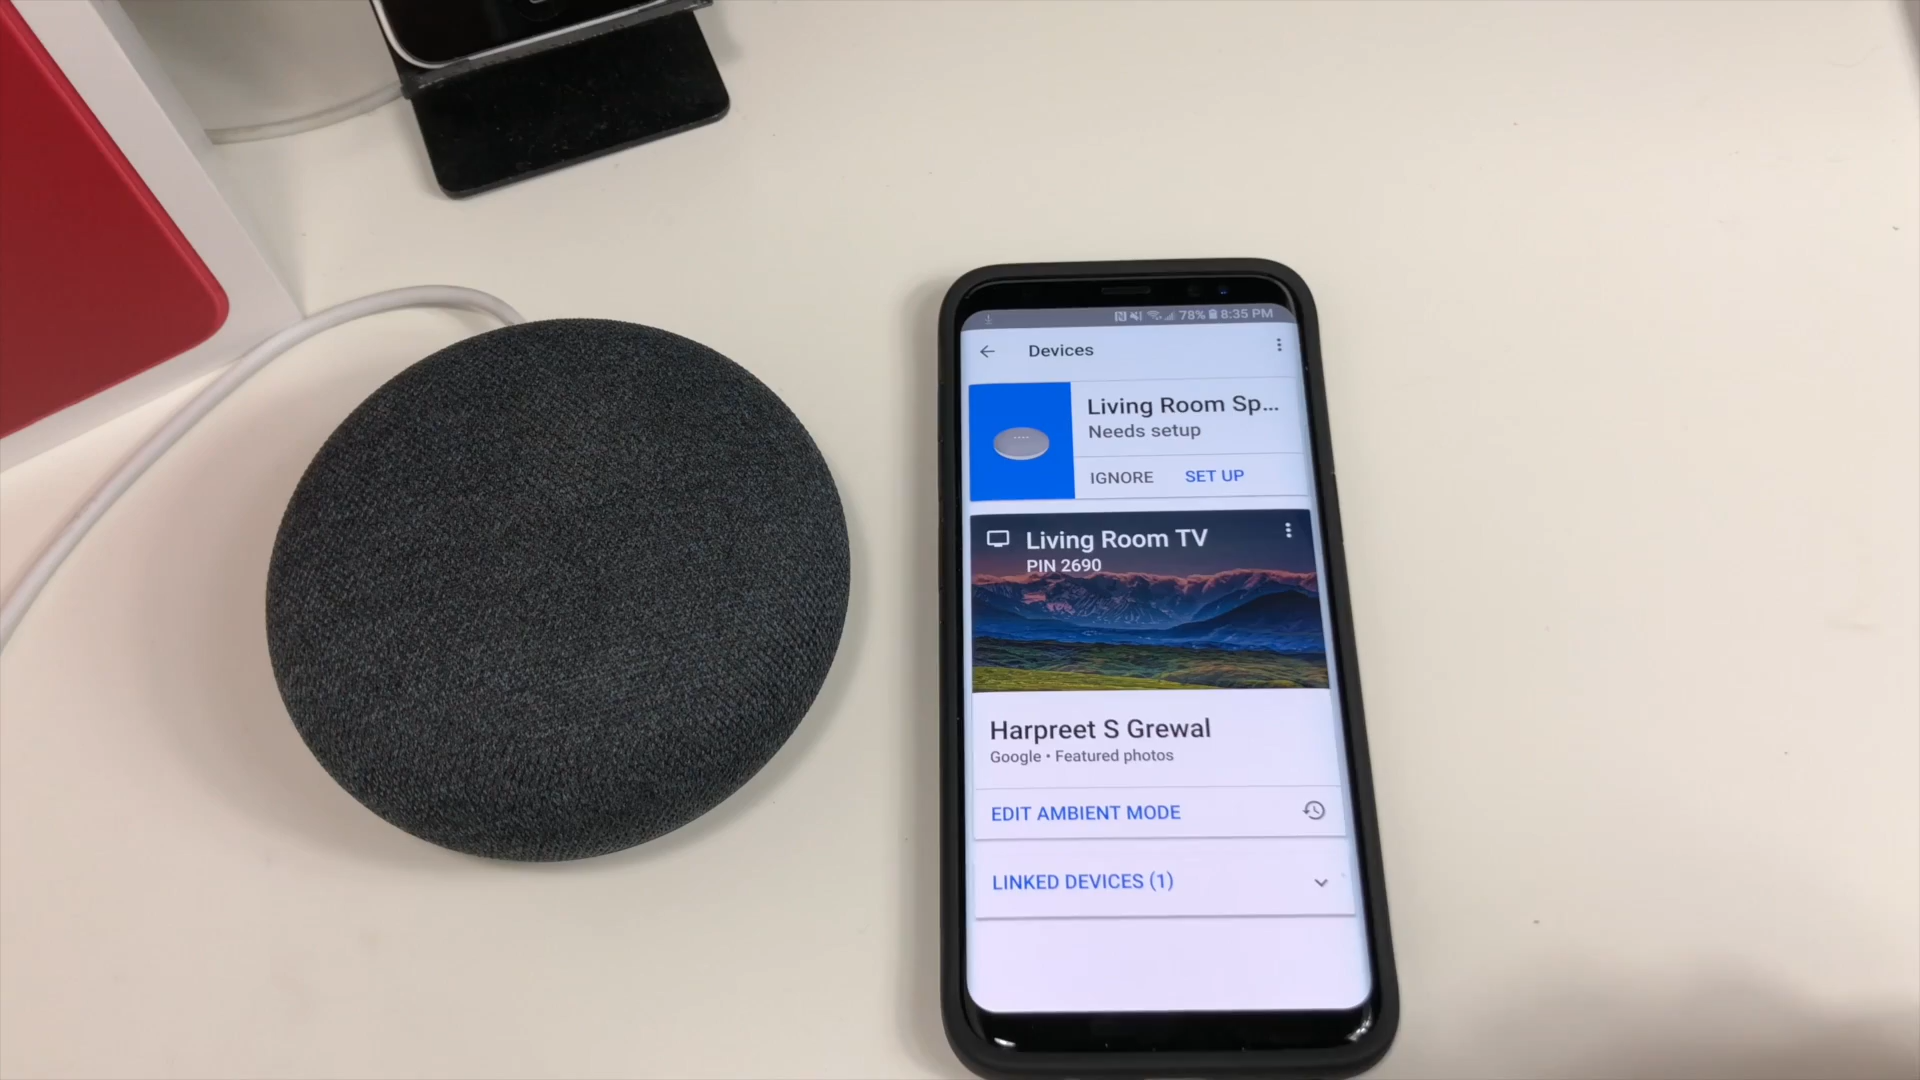 78% 8:35 PM
Devices
Living Room Sp...
Needs setup
IGNORE SET UP
Living Room TV
PIN 2690
Harpreet S Grewal
Google • Featured photos
EDIT AMBIENT MODE
LINKED DEVICES (1)